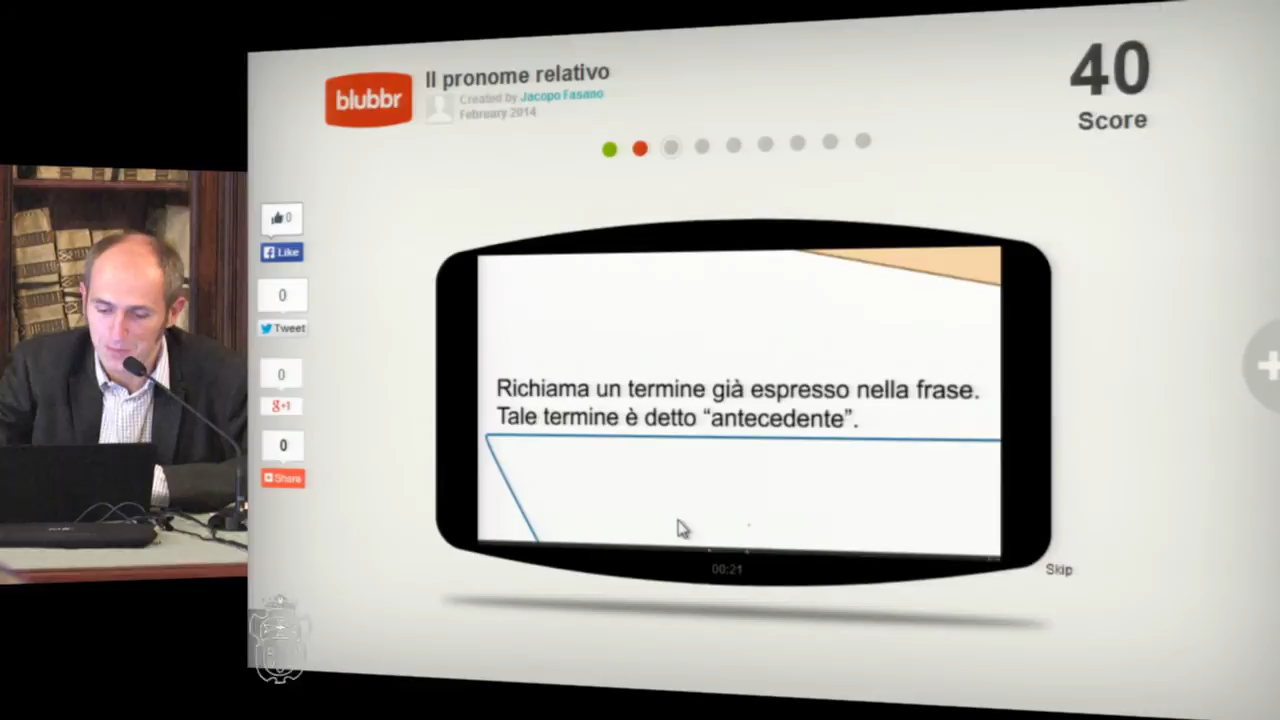 blubbr
Il pronome relativo
Created by Jacopo Fasano
February 2014
40
Score
0
Like
0
Tweet
0
g+1
0
Share
Richiama un termine già espresso nella frase.
Tale termine è detto “antecedente”.
00:21
Skip